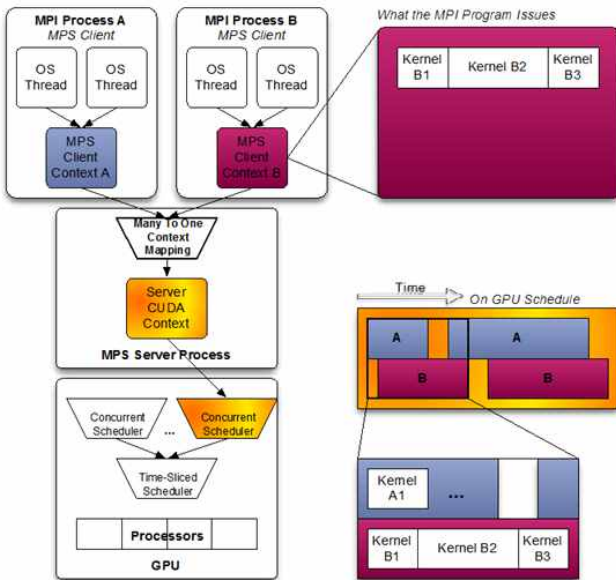 MPI Process A
MPS Client
OS
Thread
OS
Thread
MPS
Client
Context A
MPI Process B
MPS Client
OS
Thread
OS
Thread
MPS
Client
Context B
What the MPI Program Issues
Kernel
B1
Kernel B2
Kernel
B3
Many To One
Context
Mapping
Server
CUDA
Context
MPS Server Process
Time
On GPU Schedule
A
A
B
B
Concurrent
Scheduler
...
Concurrent
Scheduler
Time-Sliced
Scheduler
Processors
GPU
Kernel
A1
...
Kernel
B1
Kernel B2
Kernel
B3